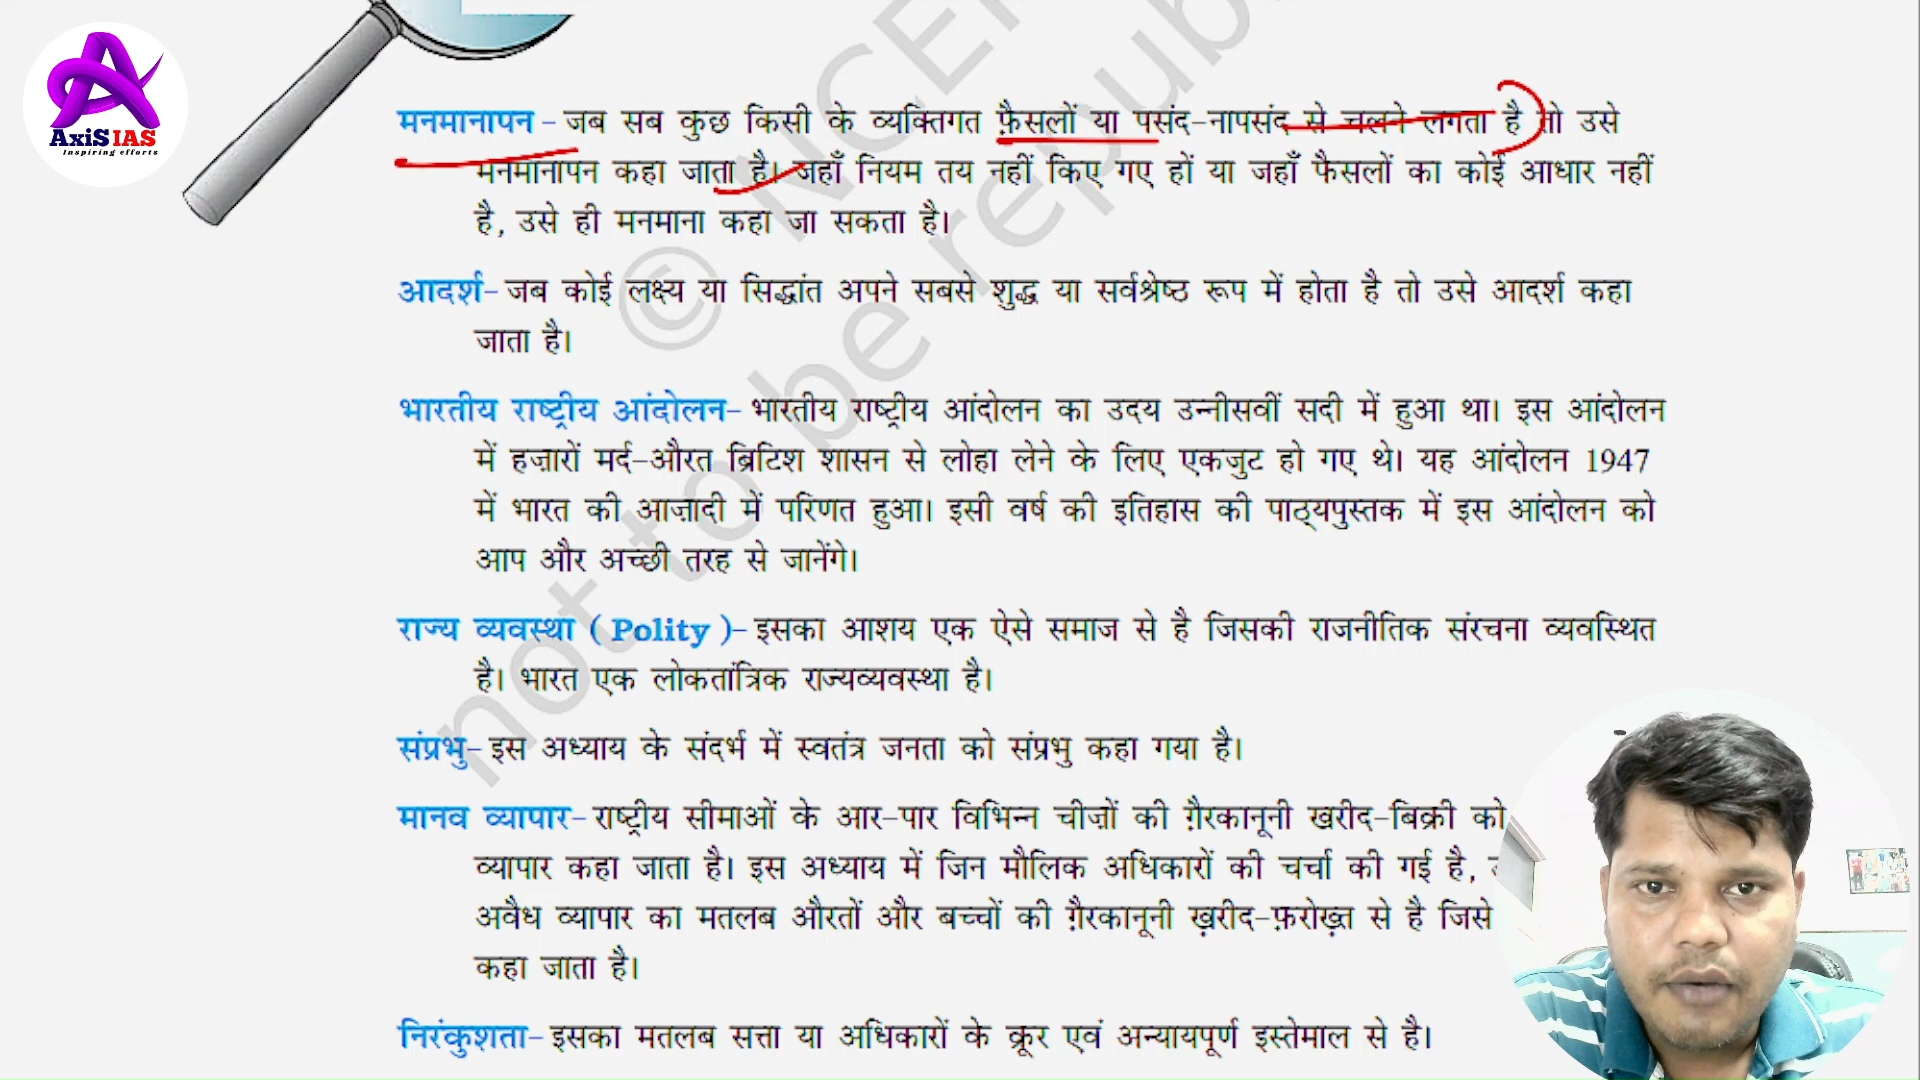 AxiS IAS
Inspiring efforts
© NCER
not to be repub
मनमानापन – जब सब कुछ किसी के व्यक्तिगत फ़ैसलों या पसंद-नापसंद से चलने लगता है तो उसे
मनमानापन कहा जाता है। जहाँ नियम तय नहीं किए गए हों या जहाँ फैसलों का कोई आधार नहीं
है, उसे ही मनमाना कहा जा सकता है।
आदर्श– जब कोई लक्ष्य या सिद्धांत अपने सबसे शुद्ध या सर्वश्रेष्ठ रूप में होता है तो उसे आदर्श कहा
जाता है।
भारतीय राष्ट्रीय आंदोलन– भारतीय राष्ट्रीय आंदोलन का उदय उन्नीसवीं सदी में हुआ था। इस आंदोलन
में हज़ारों मर्द-औरत ब्रिटिश शासन से लोहा लेने के लिए एकजुट हो गए थे। यह आंदोलन 1947
में भारत की आज़ादी में परिणत हुआ। इसी वर्ष की इतिहास की पाठ्यपुस्तक में इस आंदोलन को
आप और अच्छी तरह से जानेंगे।
राज्य व्यवस्था ( Polity )– इसका आशय एक ऐसे समाज से है जिसकी राजनीतिक संरचना व्यवस्थित
है। भारत एक लोकतांत्रिक राज्यव्यवस्था है।
संप्रभु– इस अध्याय के संदर्भ में स्वतंत्र जनता को संप्रभु कहा गया है।
मानव व्यापार– राष्ट्रीय सीमाओं के आर-पार विभिन्न चीज़ों की ग़ैरकानूनी खरीद-बिक्री को
व्यापार कहा जाता है। इस अध्याय में जिन मौलिक अधिकारों की चर्चा की गई है,
अवैध व्यापार का मतलब औरतों और बच्चों की ग़ैरकानूनी ख़रीद-फ़रोख़्त से है जिसे
कहा जाता है।
निरंकुशता– इसका मतलब सत्ता या अधिकारों के क्रूर एवं अन्यायपूर्ण इस्तेमाल से है।